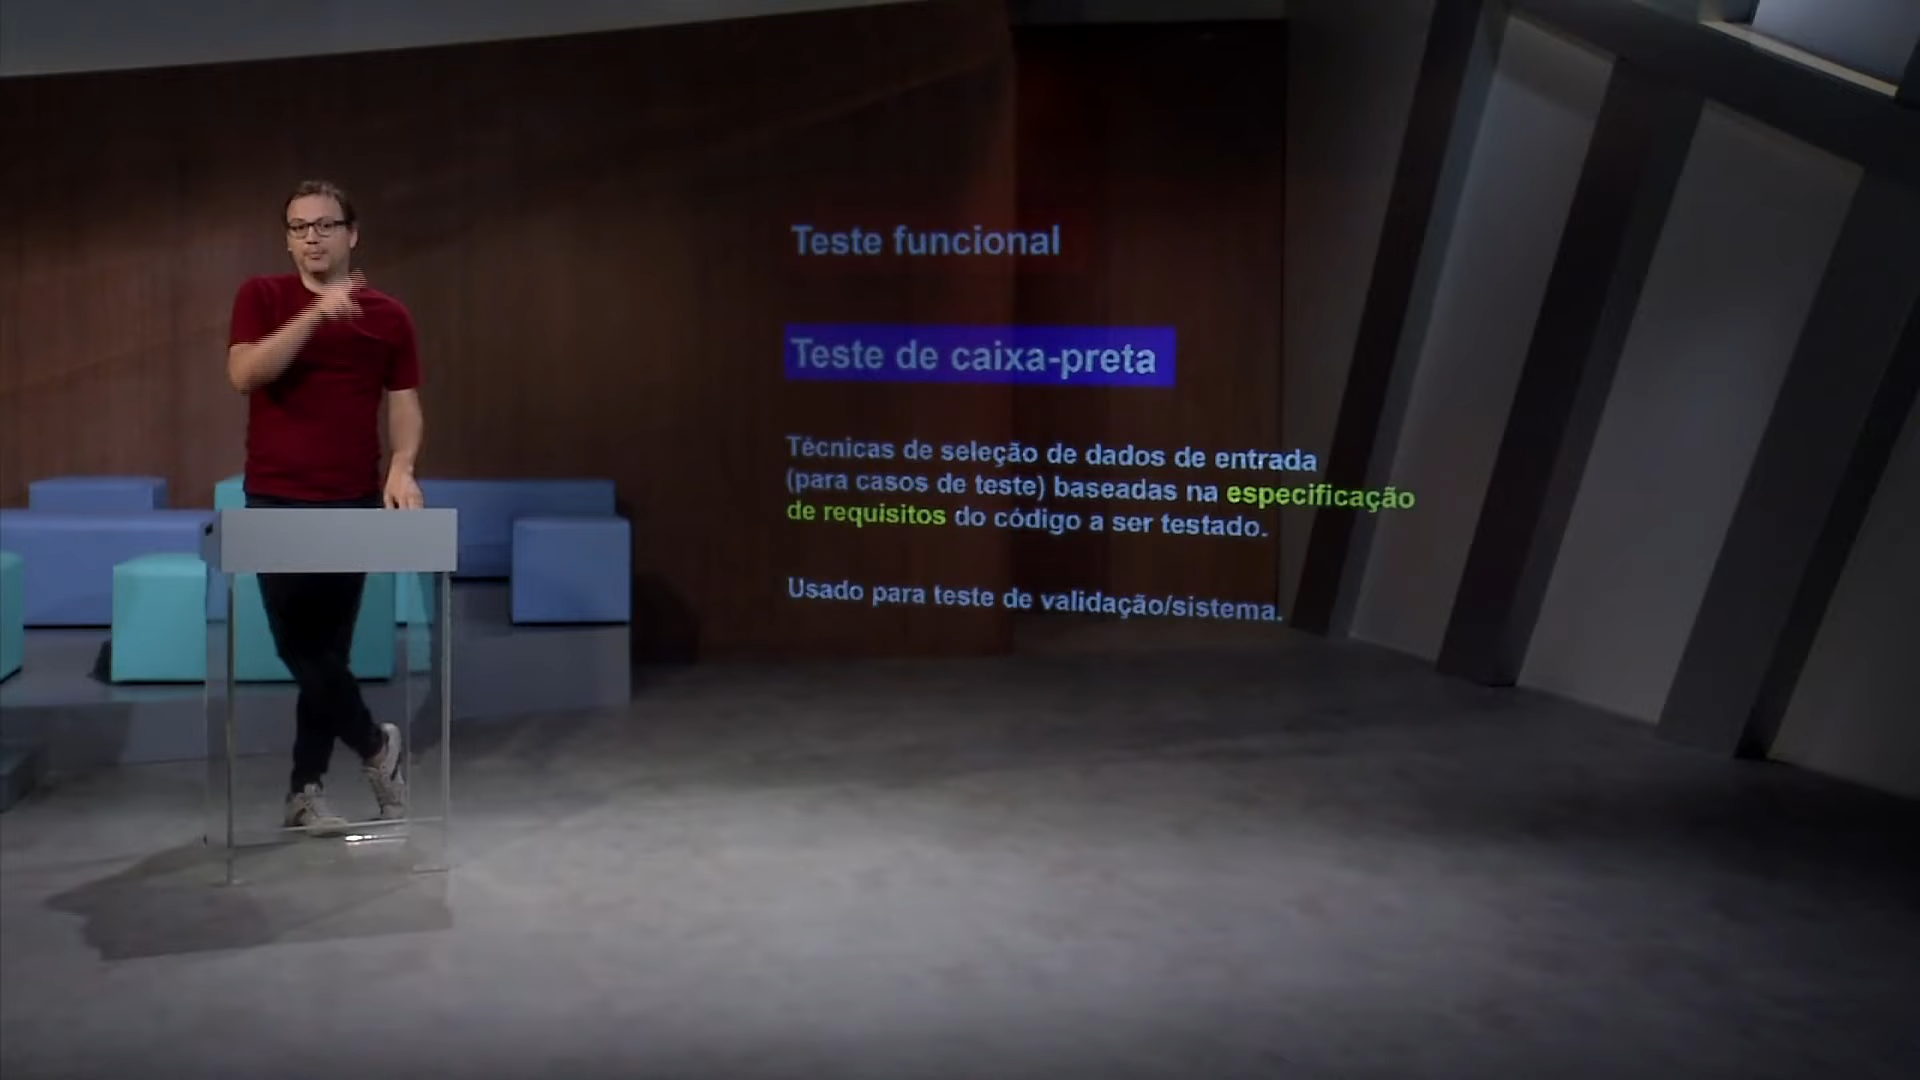 Teste funcional
Teste de caixa-preta
Técnicas de seleção de dados de entrada
(para casos de teste) baseadas na especificação
de requisitos do código a ser testado.
Usado para teste de validação/sistema.